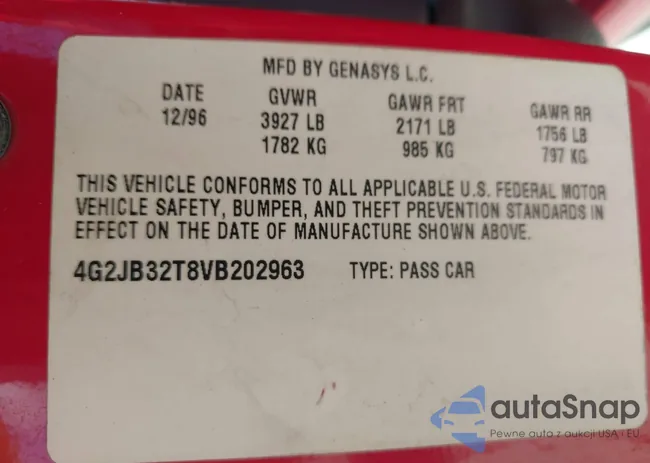 MFD BY GENASYS L.C.
DATE GVWR GAWR FRT GAWR RR
12/96 3927 LB 2171 LB 1756 LB
1782 KG 985 KG 797 KG
THIS VEHICLE CONFORMS TO ALL APPLICABLE U.S. FEDERAL MOTOR
VEHICLE SAFETY, BUMPER, AND THEFT PREVENTION STANDARDS IN
EFFECT ON THE DATE OF MANUFACTURE SHOWN ABOVE.
4G2JB32T8VB202963 TYPE: PASS CAR
autaSnap
Pewne auta z aukcji USA i EU